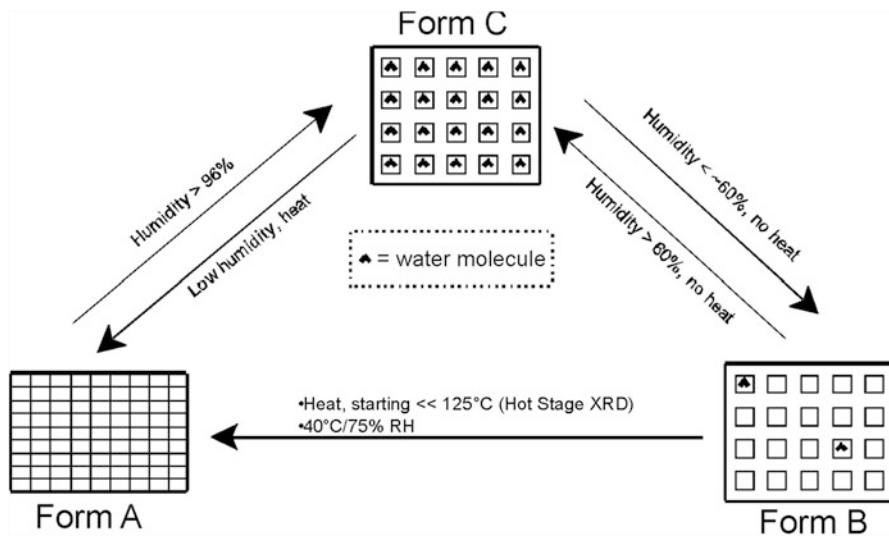 Form C
Humidity > 96%
Low humidity, heat
Humidity < ~60%, no heat
Humidity > 60%, no heat
= water molecule
•Heat, starting << 125°C (Hot Stage XRD)
•40°C/75% RH
Form A
Form B